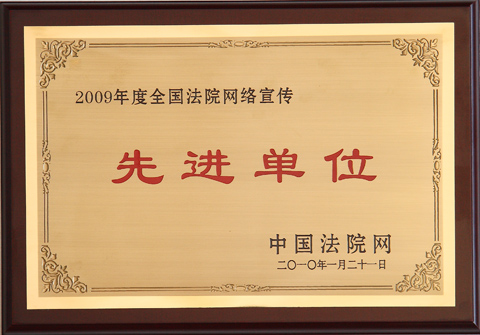 2009年度全国法院网络宣传
先进单位
中国法院网
二〇一〇年一月二十一日